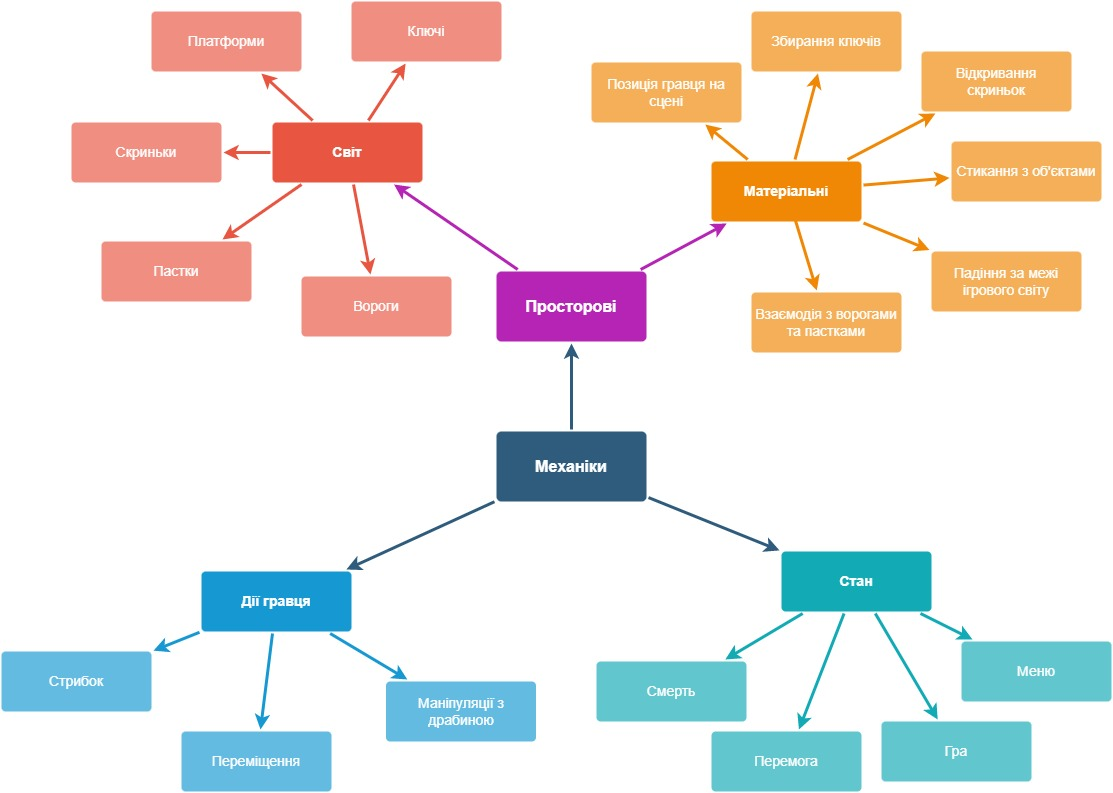 Ключі
Платформи
Збирання ключів
Позиція гравця на
сцені
Відкривання
скриньок
Скриньки
Світ
Стикання з об'єктами
Матеріальні
Пастки
Вороги
Просторові
Падіння за межі
ігрового світу
Взаємодія з ворогами
та пастками
Механіки
Дії гравця
Стан
Стрибок
Маніпуляції з
драбиною
Переміщення
Смерть
Меню
Перемога
Гра